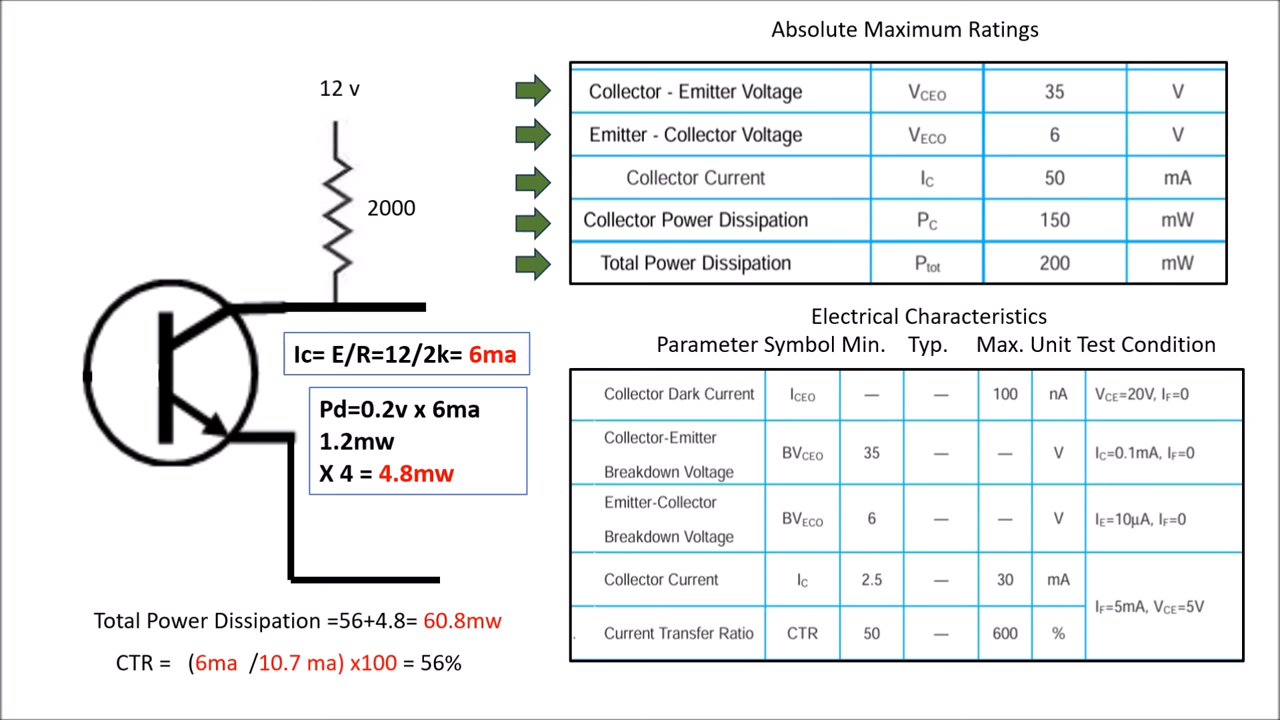 Absolute Maximum Ratings
12 v
2000
Collector - Emitter Voltage VCEO 35 V
Emitter - Collector Voltage VECO 6 V
Collector Current IC 50 mA
Collector Power Dissipation PC 150 mW
Total Power Dissipation Ptot 200 mW
Ic= E/R=12/2k= 6ma
Pd=0.2v x 6ma
1.2mw
X 4 = 4.8mw
Electrical Characteristics
Parameter Symbol Min. Typ. Max. Unit Test Condition
Collector Dark Current ICEO — — 100 nA VCE=20V, IF=0
Collector-Emitter
Breakdown Voltage BVCEO 35 — — V IC=0.1mA, IF=0
Emitter-Collector
Breakdown Voltage BVECO 6 — — V IE=10µA, IF=0
Collector Current IC 2.5 — 30 mA
IF=5mA, VCE=5V
Current Transfer Ratio CTR 50 — 600 %
Total Power Dissipation =56+4.8= 60.8mw
CTR = (6ma /10.7 ma) x100 = 56%